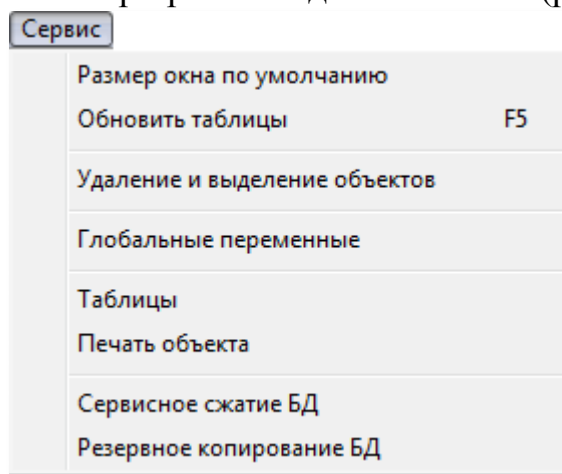 Сервис
Размер окна по умолчанию
Обновить таблицы F5
Удаление и выделение объектов
Глобальные переменные
Таблицы
Печать объекта
Сервисное сжатие БД
Резервное копирование БД